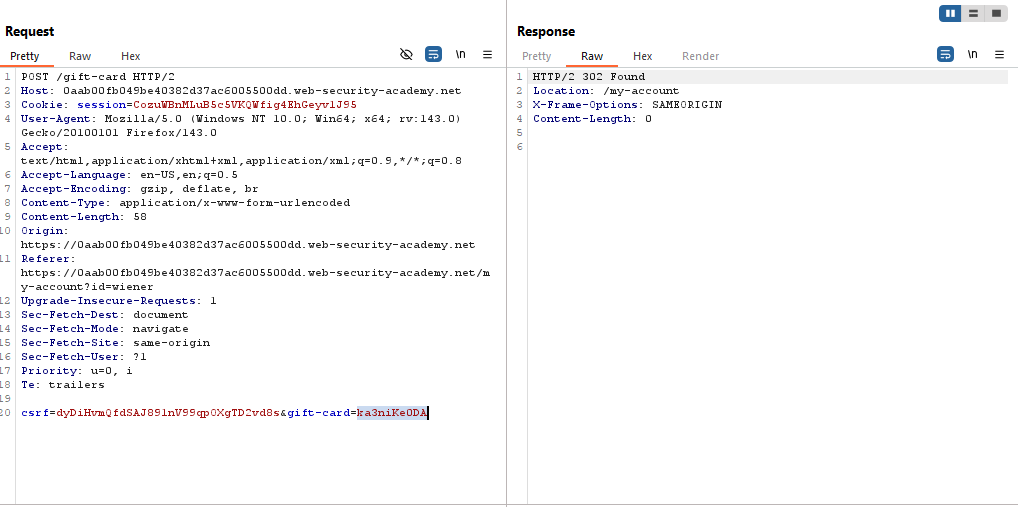 Request
Pretty Raw Hex
\n
1 POST /gift-card HTTP/2
2 Host: 0aab00fb049be40382d37ac6005500dd.web-security-academy.net
3 Cookie: session=CozuWBnMLuB5c5VKQWfig4EhGeyvlJ95
4 User-Agent: Mozilla/5.0 (Windows NT 10.0; Win64; x64; rv:143.0)
Gecko/20100101 Firefox/143.0
5 Accept:
text/html,application/xhtml+xml,application/xml;q=0.9,*/*;q=0.8
6 Accept-Language: en-US,en;q=0.5
7 Accept-Encoding: gzip, deflate, br
8 Content-Type: application/x-www-form-urlencoded
9 Content-Length: 58
10 Origin:
https://0aab00fb049be40382d37ac6005500dd.web-security-academy.net
11 Referer:
https://0aab00fb049be40382d37ac6005500dd.web-security-academy.net/m
y-account?id=wiener
12 Upgrade-Insecure-Requests: 1
13 Sec-Fetch-Dest: document
14 Sec-Fetch-Mode: navigate
15 Sec-Fetch-Site: same-origin
16 Sec-Fetch-User: ?1
17 Priority: u=0, i
18 Te: trailers
19
20 csrf=dyDiHvmQfdSAJ89lnV99qp0XgTD2vd8s&gift-card=ka3niKe0DA
Response
Pretty Raw Hex Render
\n
1 HTTP/2 302 Found
2 Location: /my-account
3 X-Frame-Options: SAMEORIGIN
4 Content-Length: 0
5
6